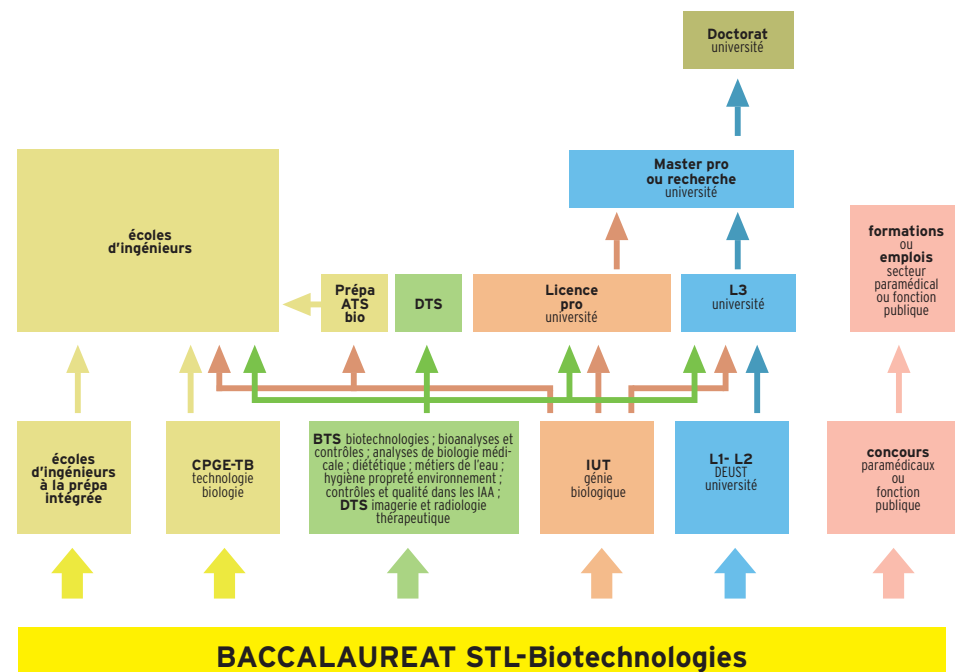 Doctorat
université
Master pro
ou recherche
université
écoles
d'ingénieurs
formations
ou
emplois
secteur
paramédical
ou fonction
publique
Prépa
ATS
bio
DTS
Licence
pro
université
L3
université
écoles
d'ingénieurs
à la prépa
intégrée
CPGE-TB
technologie
biologie
BTS biotechnologies ; bioanalyses et
contrôles ; analyses de biologie médi-
cale ; diététique ; métiers de l'eau ;
hygiène propreté environnement ;
contrôles et qualité dans les IAA ;
DTS imagerie et radiologie
thérapeutique
IUT
génie
biologique
L1- L2
DEUST
université
concours
paramédicaux
ou
fonction
publique
BACCALAUREAT STL-Biotechnologies